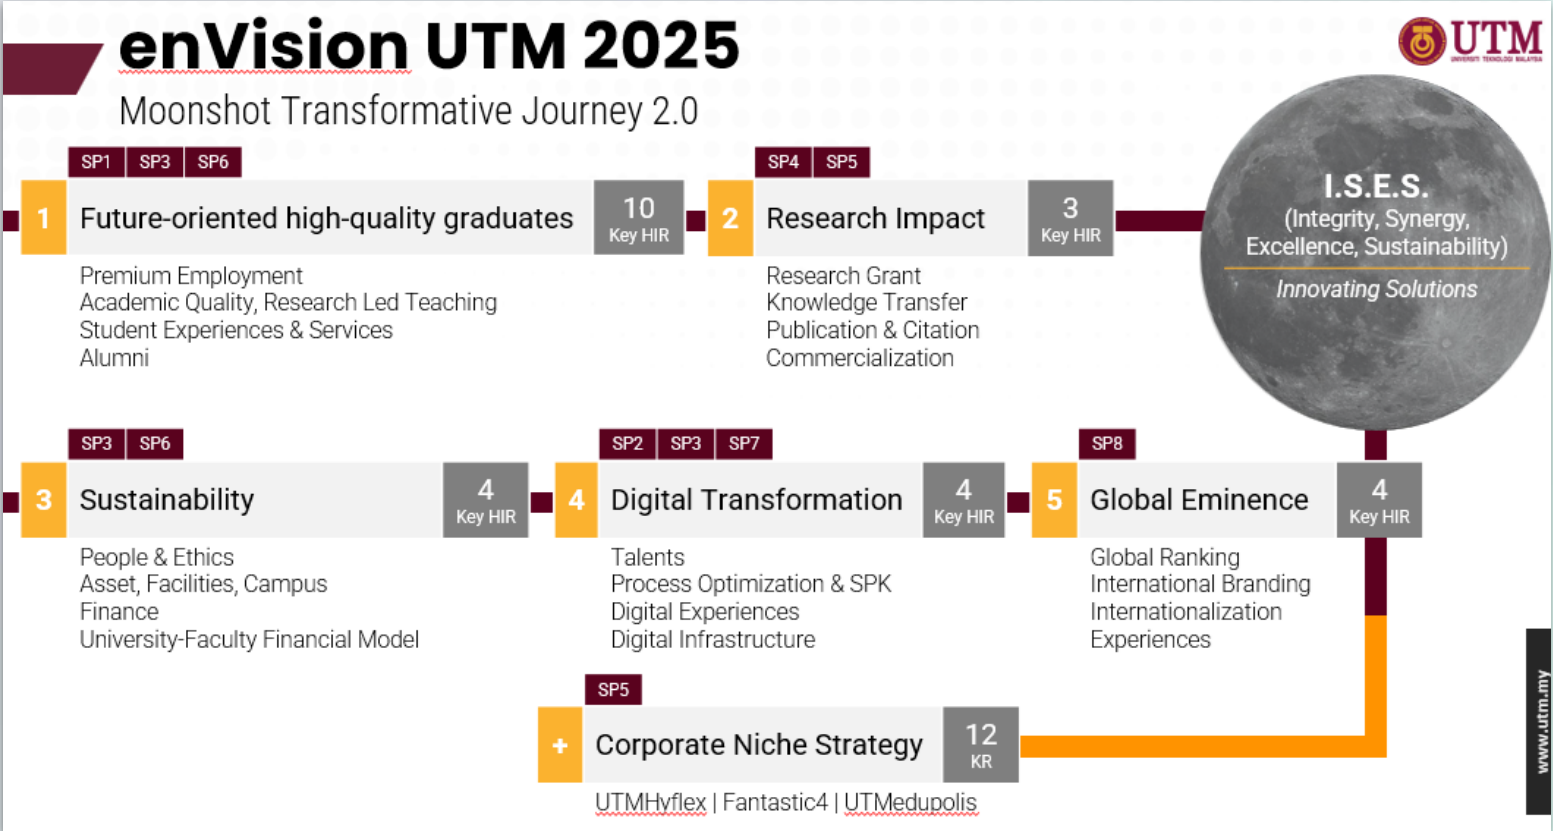 enVision UTM 2025
Moonshot Transformative Journey 2.0
UTM
UNIVERSITI TEKNOLOGI MALAYSIA
SP1 SP3 SP6
1 Future-oriented high-quality graduates 10 Key HIR
Premium Employment
Academic Quality, Research Led Teaching
Student Experiences & Services
Alumni
SP4 SP5
2 Research Impact 3 Key HIR
Research Grant
Knowledge Transfer
Publication & Citation
Commercialization
I.S.E.S.
(Integrity, Synergy,
Excellence, Sustainability)
Innovating Solutions
SP3 SP6
3 Sustainability 4 Key HIR
People & Ethics
Asset, Facilities, Campus
Finance
University-Faculty Financial Model
SP2 SP3 SP7
4 Digital Transformation 4 Key HIR
Talents
Process Optimization & SPK
Digital Experiences
Digital Infrastructure
SP8
5 Global Eminence 4 Key HIR
Global Ranking
International Branding
Internationalization
Experiences
SP5
+ Corporate Niche Strategy 12 KR
UTMHyflex | Fantastic4 | UTMedupolis
www.utm.my